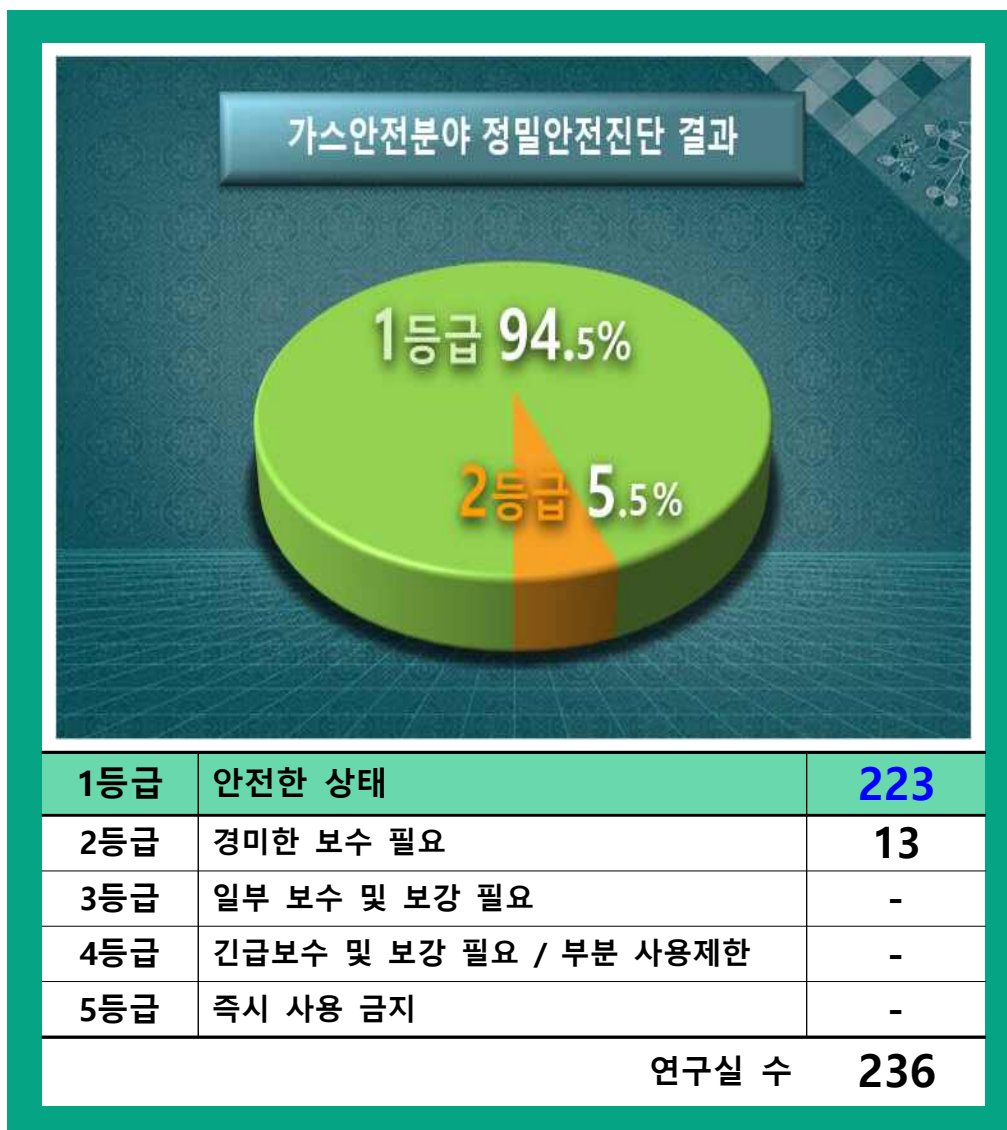 가스안전분야 정밀안전진단 결과
1등급 94.5%
2등급 5.5%
1등급 안전한 상태 223
2등급 경미한 보수 필요 13
3등급 일부 보수 및 보강 필요 -
4등급 긴급보수 및 보강 필요 / 부분 사용제한 -
5등급 즉시 사용 금지 -
연구실 수 236